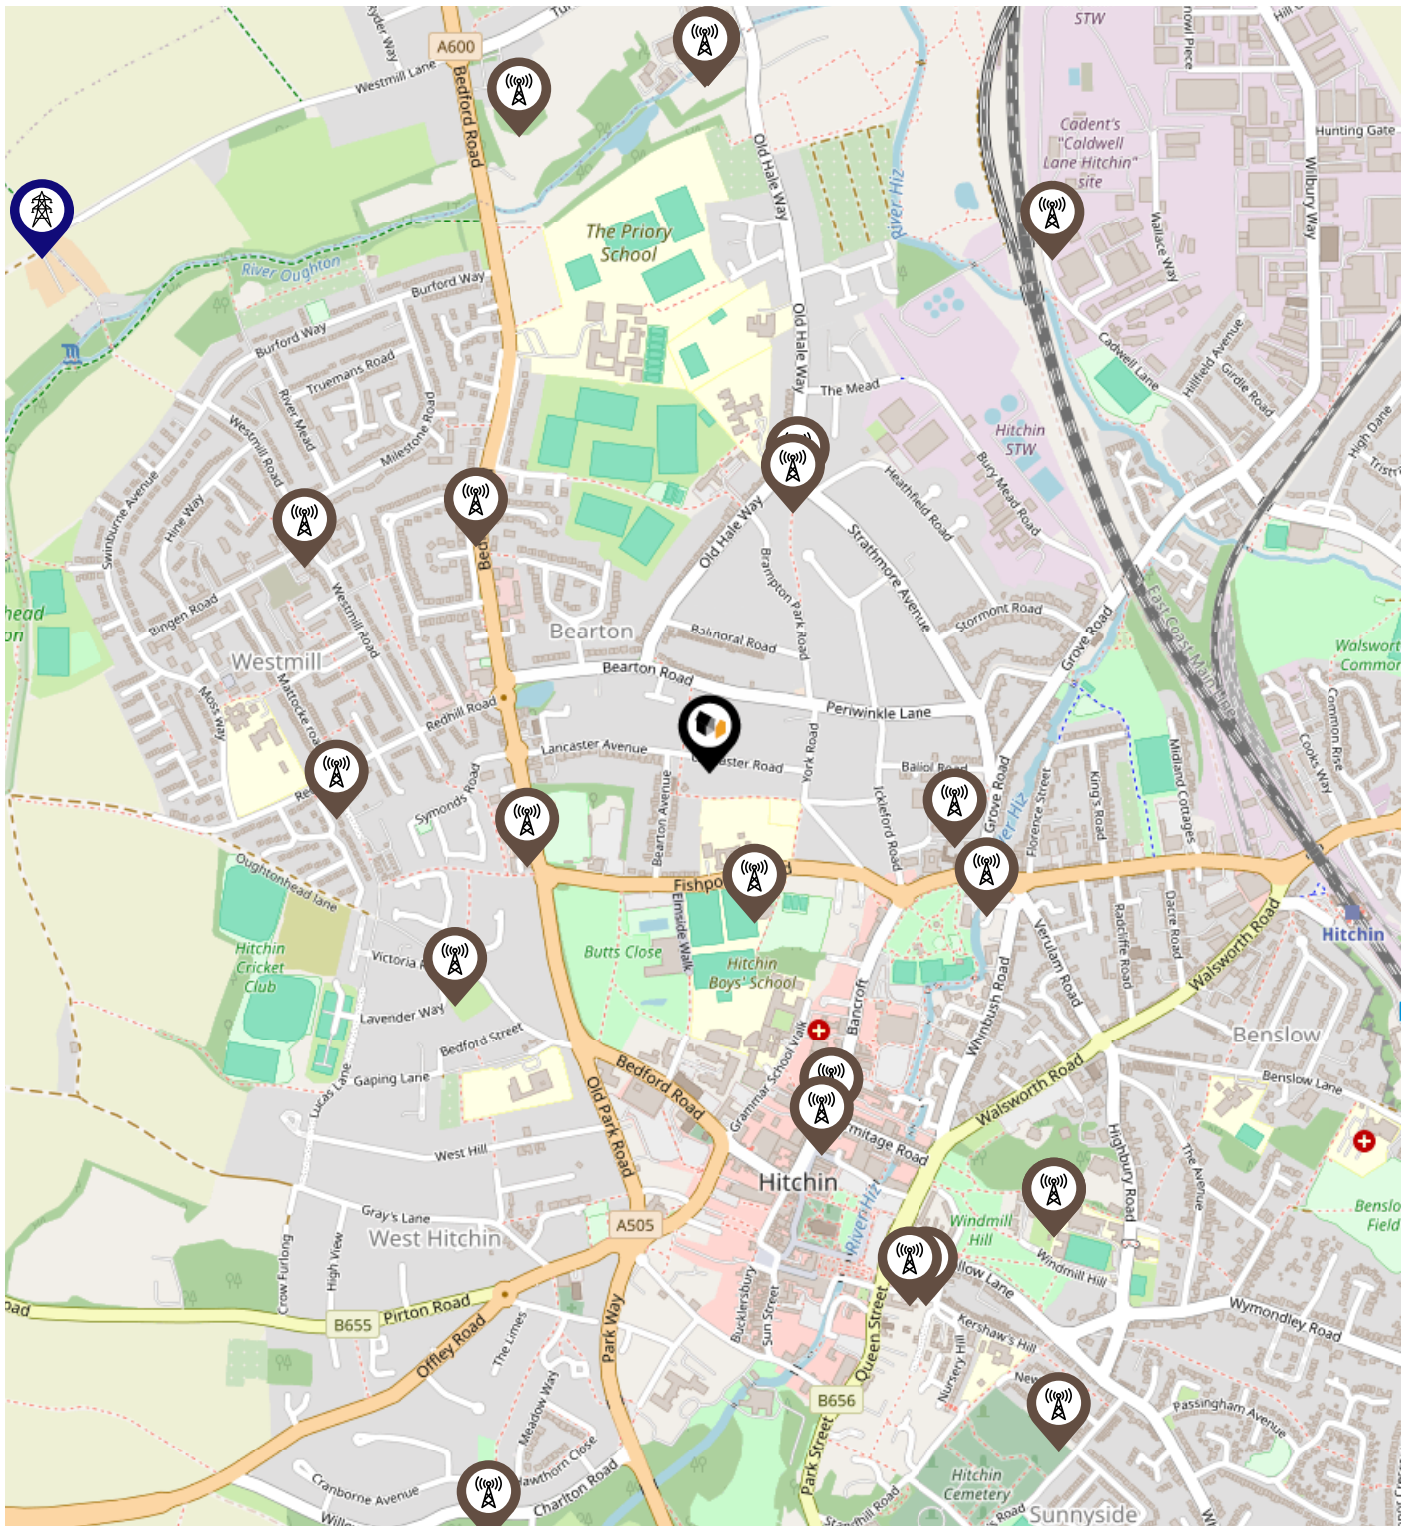 STW
A600
Westmill Lane
Bedford Road
Old Hale Way
Hunting Gate
Cadent's
"Caldwell
Lane Hitchin"
site
Wilbury Way
Wallace Way
River Hiz
The Priory
School
River Oughton
Burford Way
Burford Way
Truemans Road
River Mead
Milestone Road
Westmill Road
Swinburne Avenue
Hine Way
Old Hale Way
The Mead
Cadwell Lane
Hillfield Avenue
Girdle Road
High Dane
Hitchin
STW
Bury Mead Road
Heathfield Road
Strathmore Avenue
Old Hale Way
Brampton Park Road
Stormont Road
Grove Road
East Coast Main Line
Bingen Road
Westmill Road
Bearton
Balmoral Road
Bearton Road
Westmill
Moss Way
Mattocke road
Redhill Road
Periwinkle Lane
Common Rise
Cooks Way
Lancaster Avenue
York Road
Baliol Road
Ickleford Road
Grove Road
Florence Street
King's Road
Midland Cottages
Symonds Road
Bearton Avenue
Oughtonhead lane
Elmside Walk
Radcliffe Road
Dacre Road
Verulam Road
Walsworth Road
Hitchin
Hitchin
Cricket
Club
Lavender Way
Bedford Street
Gaping Lane
Lucas Lane
Butts Close
Hitchin
Boys' School
Bancroft
Whinbush Road
Grammar School Walk
Benslow
Benslow Lane
Walsworth Road
Bedford Road
Old Park Road
West Hill
Hitchin
River Hiz
Highbury Road
The Avenue
Gray's Lane
West Hitchin
A505
Windmill
Hill
Windmill Hill
High View
Crow Furlong
B655
Pirton Road
Offley Road
The Limes
Park Way
Bucklersbury
Sun Street
Queen Street
Kershaw's Hill
Nursery Hill
Wymondley Road
B656
Park Street
Meadow Way
Hawthorn Close
Charlton Road
Cranborne Avenue
Passingham Avenue
Hitchin
Cemetery
Standhill Road
Sunnyside